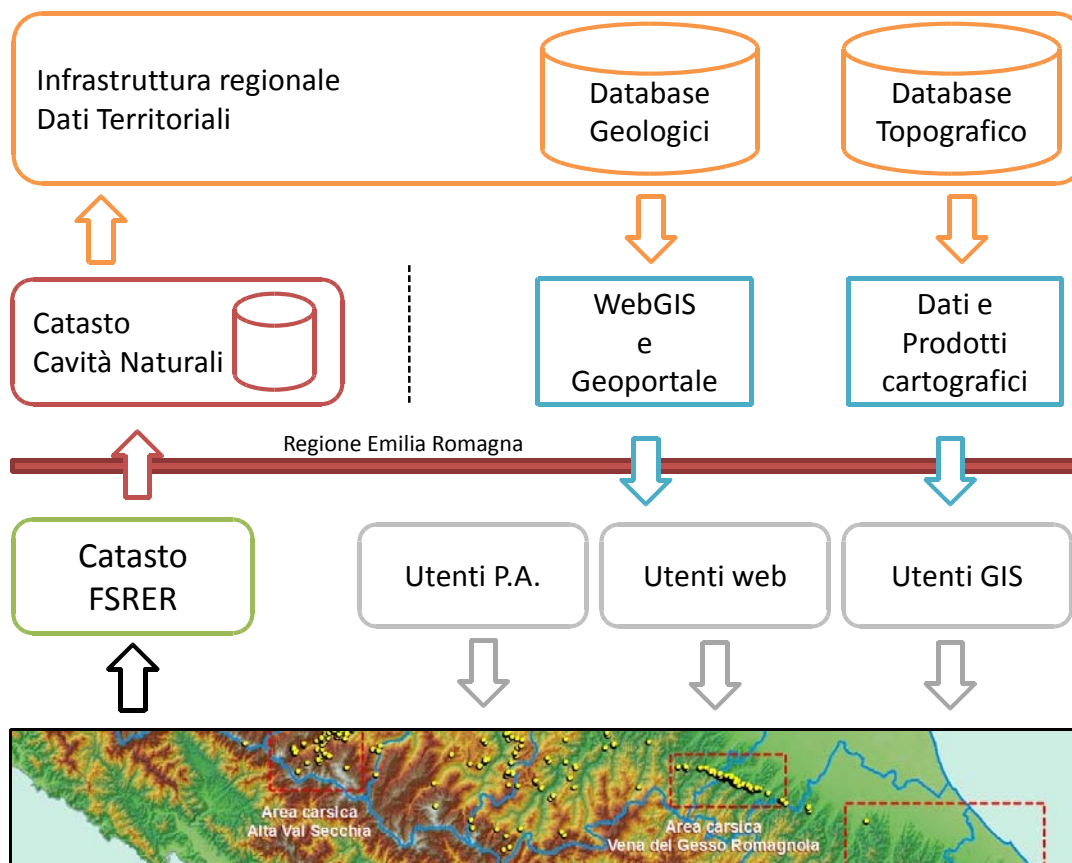 Infrastruttura regionale
Dati Territoriali
Database
Geologici
Database
Topografico
Catasto
Cavità Naturali
WebGIS
e
Geoportale
Dati e
Prodotti
cartografici
Regione Emilia Romagna
Catasto
FSRER
Utenti P.A.
Utenti web
Utenti GIS
Area carsica
Alta Val Secchia
Area carsica
Vena del Gesso Romagnola